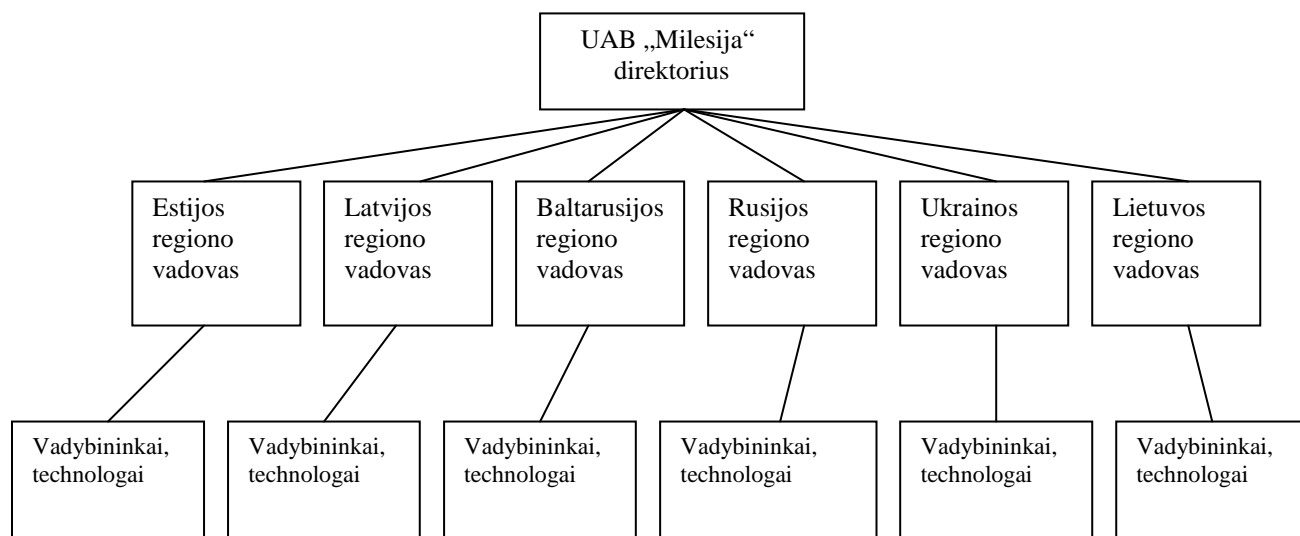 UAB „Milesija“
direktorius
Estijos
regiono
vadovas
Latvijos
regiono
vadovas
Baltarusijos
regiono
vadovas
Rusijos
regiono
vadovas
Ukrainos
regiono
vadovas
Lietuvos
regiono
vadovas
Vadybininkai,
technologai
Vadybininkai,
technologai
Vadybininkai,
technologai
Vadybininkai,
technologai
Vadybininkai,
technologai
Vadybininkai,
technologai